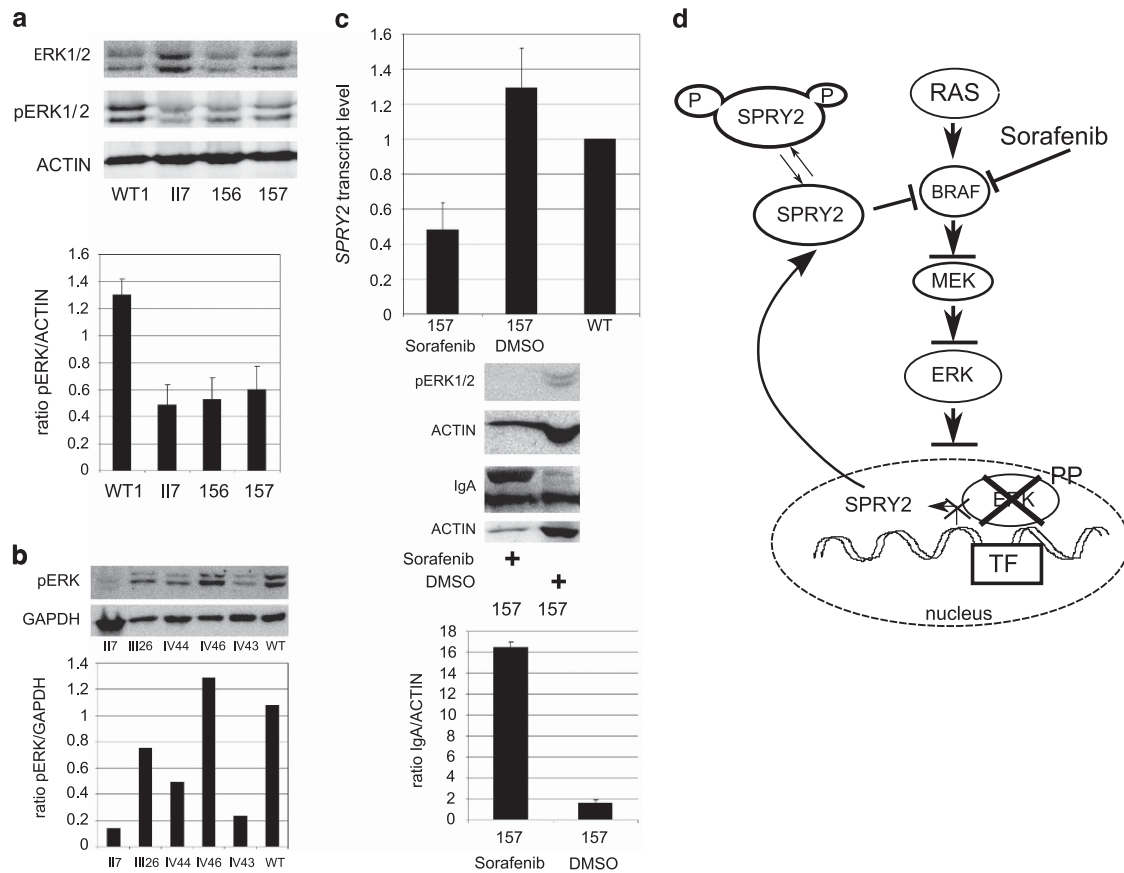 a
ERK1/2
pERK1/2
ACTIN
WT1 II7 156 157
ratio pERK/ACTIN
1.6
1.4
1.2
1
0.8
0.6
0.4
0.2
0
WT1 II7 156 157
b
pERK
GAPDH
II7 III26 IV44 IV46 IV43 WT
ratio pERK/GAPDH
1.4
1.2
1
0.8
0.6
0.4
0.2
0
II7 III26 IV44 IV46 IV43 WT
c
SPRY2 transcript level
1.6
1.4
1.2
1
0.8
0.6
0.4
0.2
0
157 157 WT
Sorafenib DMSO
pERK1/2
ACTIN
IgA
ACTIN
Sorafenib +
DMSO +
157 157
ratio IgA/ACTIN
18
16
14
12
10
8
6
4
2
0
157 157
Sorafenib DMSO
d
P SPRY2 P
RAS
Sorafenib
SPRY2
BRAF
MEK
ERK
PP
SPRY2
ERK
TF
nucleus